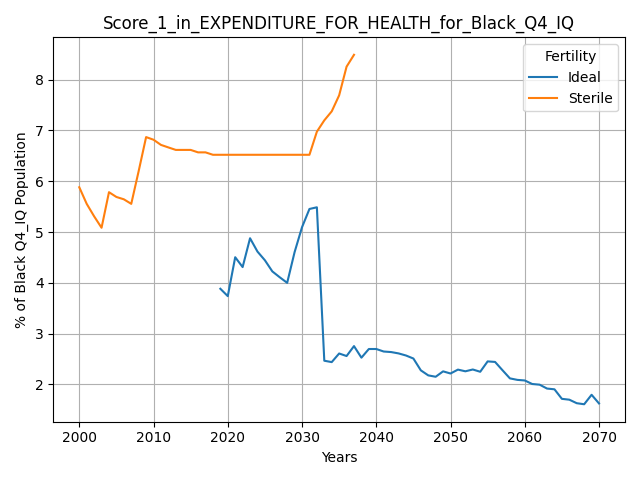 Score_1_in_EXPENDITURE_FOR_HEALTH_for_Black_Q4_IQ
Fertility
Ideal
Sterile
% of Black Q4_IQ Population
8
7
6
5
4
3
2
2000 2010 2020 2030 2040 2050 2060 2070
Years